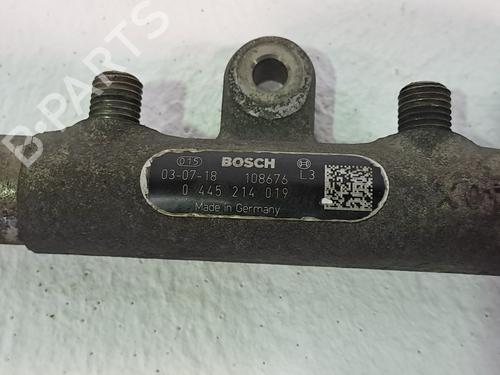 B-PARTS
015 BOSCH
03-07-18 108676 L3
0 445 214 019
Made in Germany